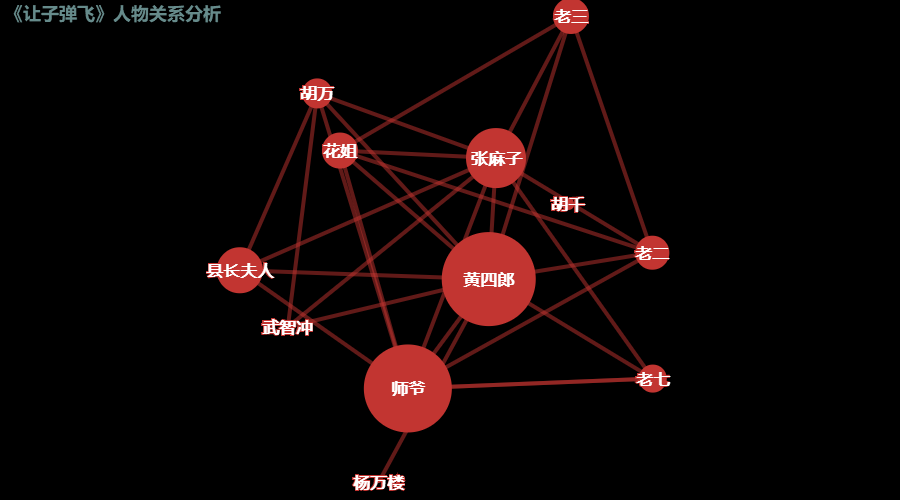 《让子弹飞》人物关系分析
老三
胡万
花姐
张麻子
胡千
老二
县长夫人
黄四郎
武智冲
老七
师爷
杨万楼